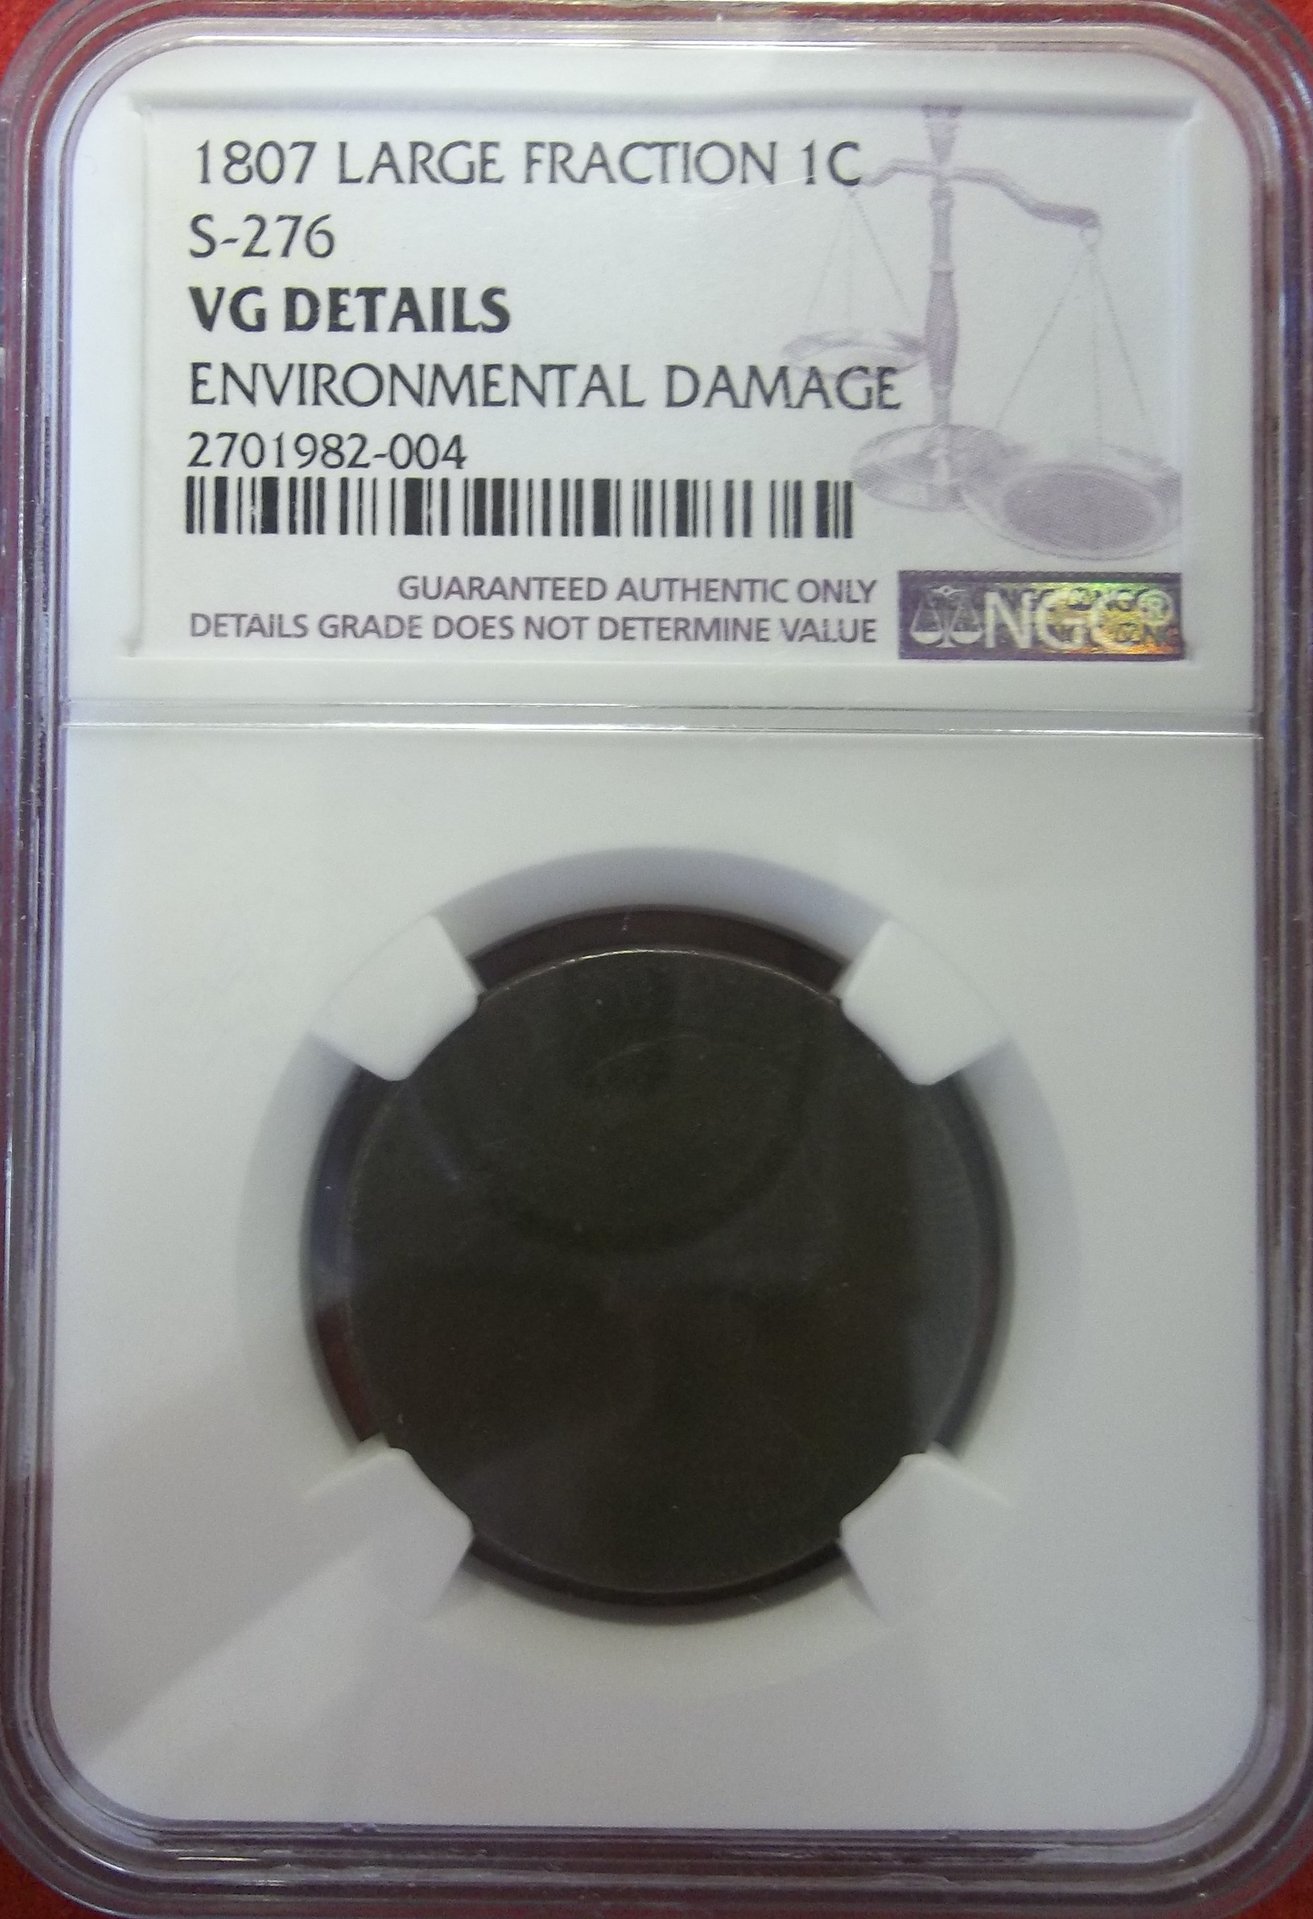 1807 LARGE FRACTION 1C
S-276
VG DETAILS
ENVIRONMENTAL DAMAGE
2701982-004
GUARANTEED AUTHENTIC ONLY
DETAILS GRADE DOES NOT DETERMINE VALUE
NGC®